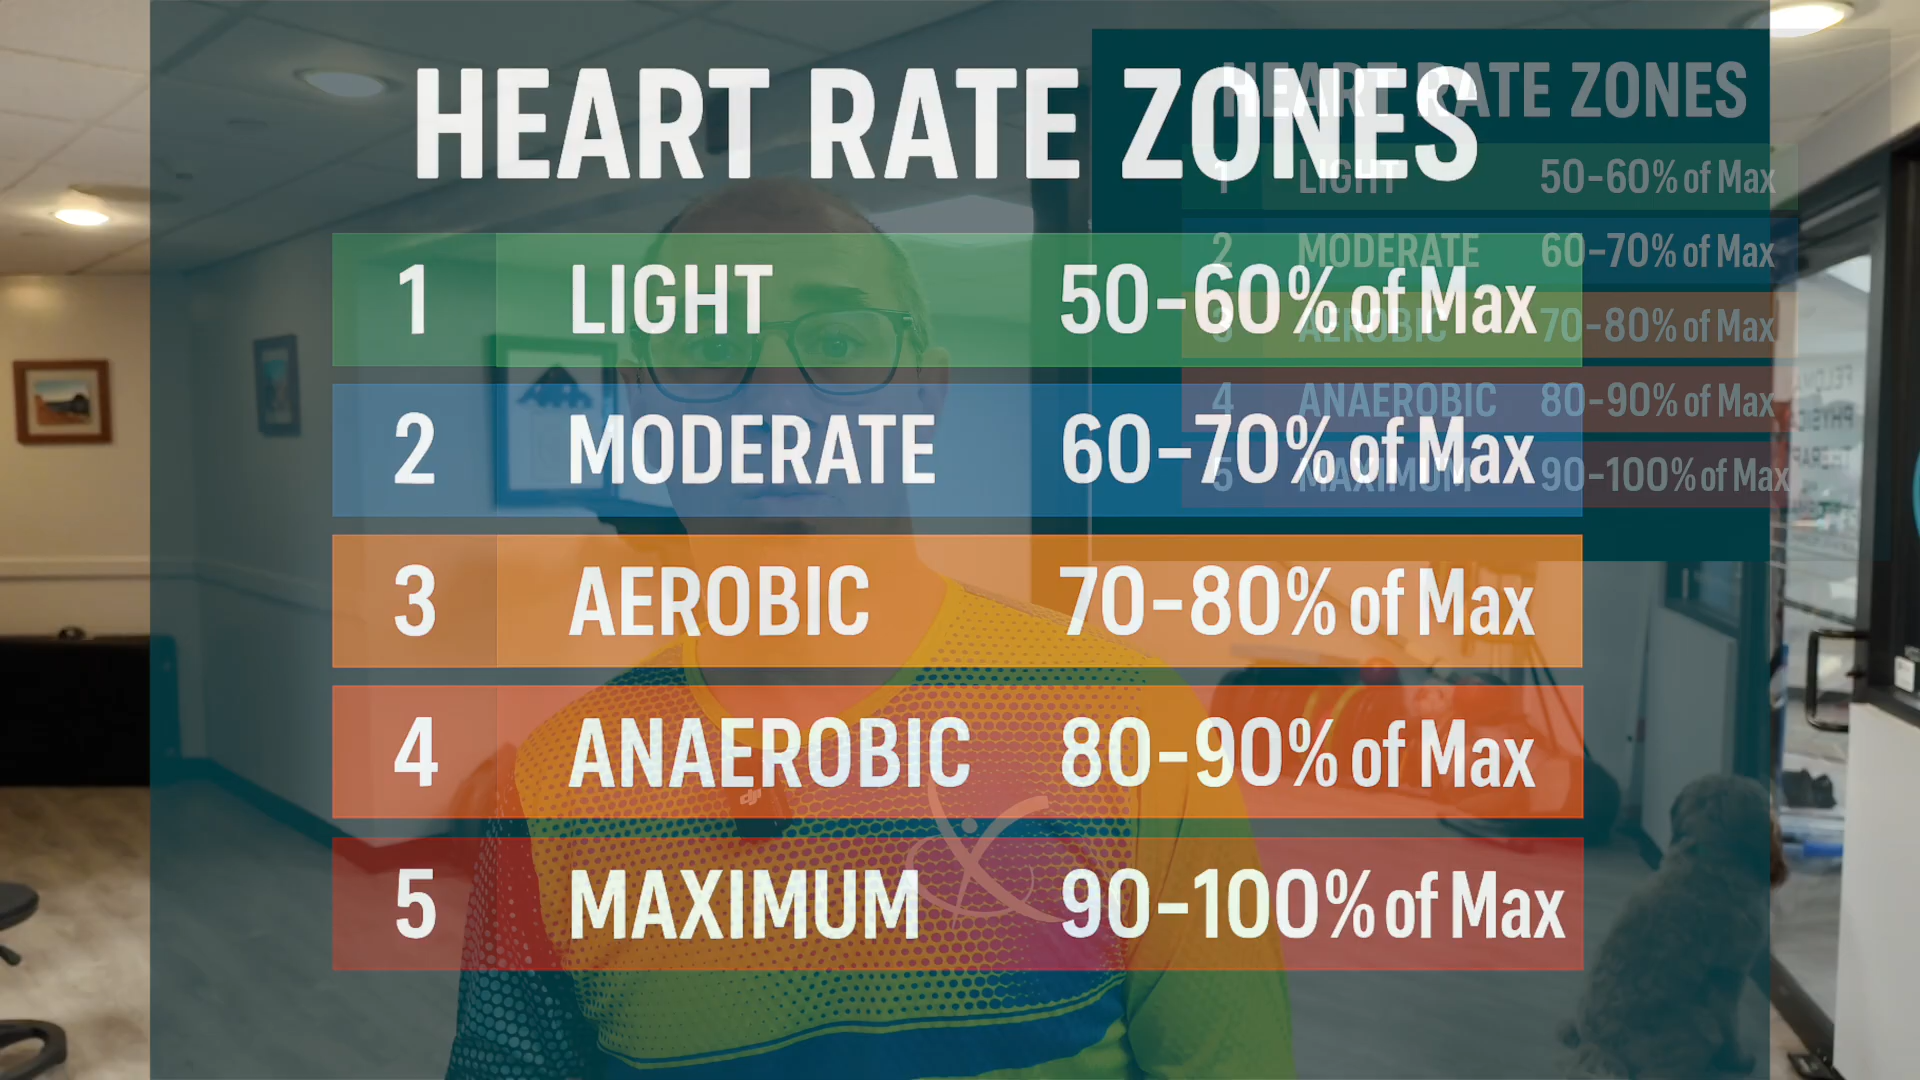 HEART RATE ZONES
1 LIGHT 50-60% of Max
2 MODERATE 60-70% of Max
3 AEROBIC 70-80% of Max
4 ANAEROBIC 80-90% of Max
5 MAXIMUM 90-100% of Max
HEART RATE ZONES
1 LIGHT 50-60% of Max
2 MODERATE 60-70% of Max
3 AEROBIC 70-80% of Max
4 ANAEROBIC 80-90% of Max
5 MAXIMUM 90-100% of Max
dji